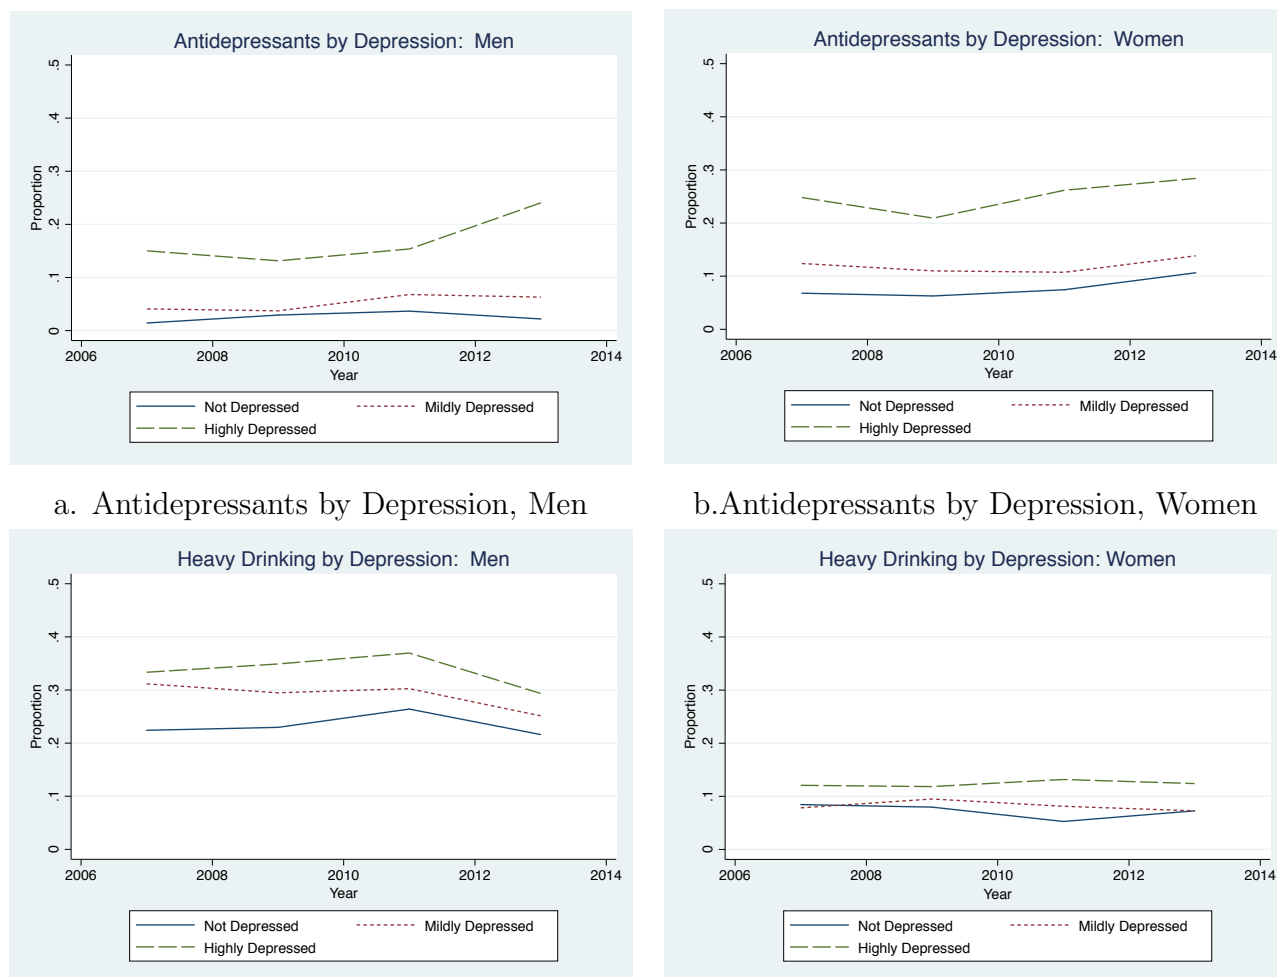 Antidepressants by Depression: Men
.5
.4
.3
.2
.1
0
Proportion
2006 2008 2010 2012 2014
Year
Not Depressed Mildly Depressed
Highly Depressed
Antidepressants by Depression: Women
.5
.4
.3
.2
.1
0
Proportion
2006 2008 2010 2012 2014
Year
Not Depressed Mildly Depressed
Highly Depressed
a. Antidepressants by Depression, Men
b.Antidepressants by Depression, Women
Heavy Drinking by Depression: Men
.5
.4
.3
.2
.1
0
Proportion
2006 2008 2010 2012 2014
Year
Not Depressed Mildly Depressed
Highly Depressed
Heavy Drinking by Depression: Women
.5
.4
.3
.2
.1
0
Proportion
2006 2008 2010 2012 2014
Year
Not Depressed Mildly Depressed
Highly Depressed